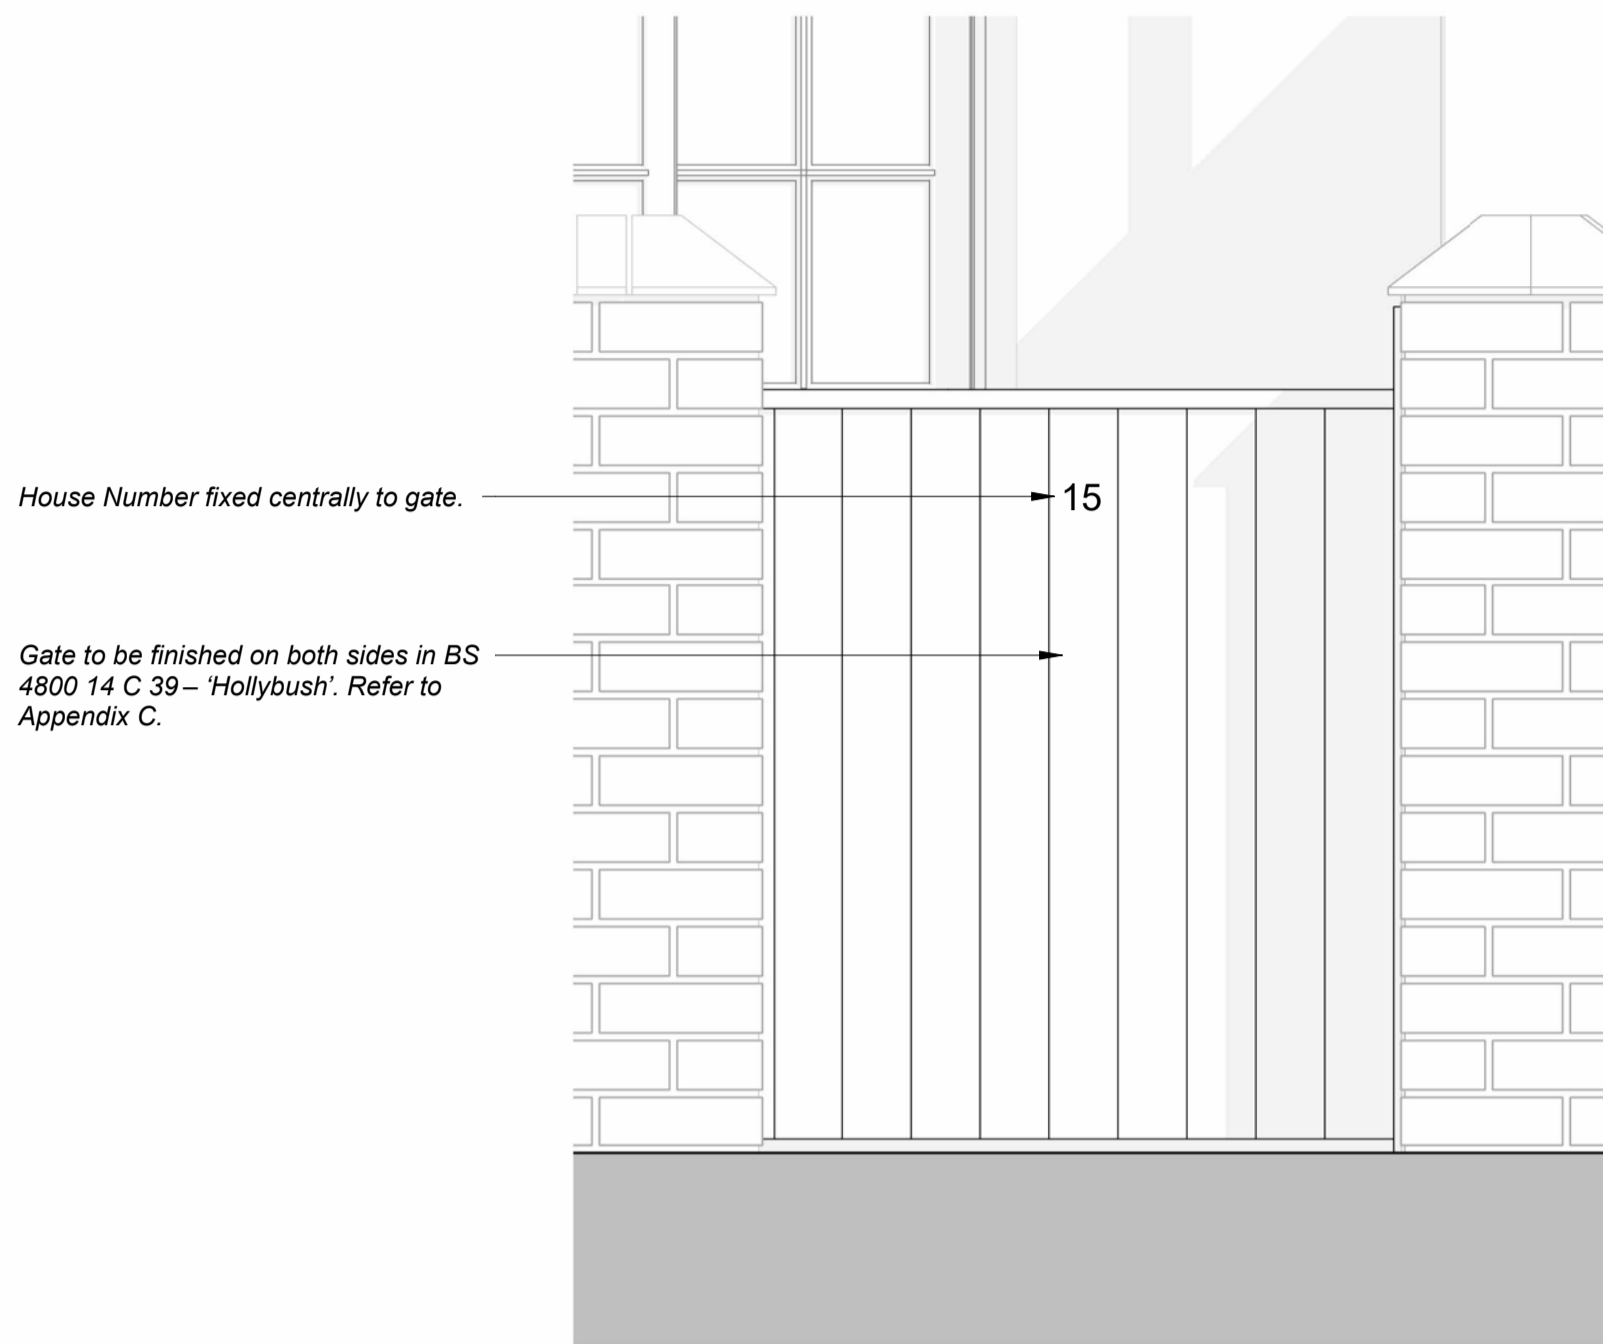 House Number fixed centrally to gate.
15
Gate to be finished on both sides in BS
4800 14 C 39 – ‘Hollybush’. Refer to
Appendix C.